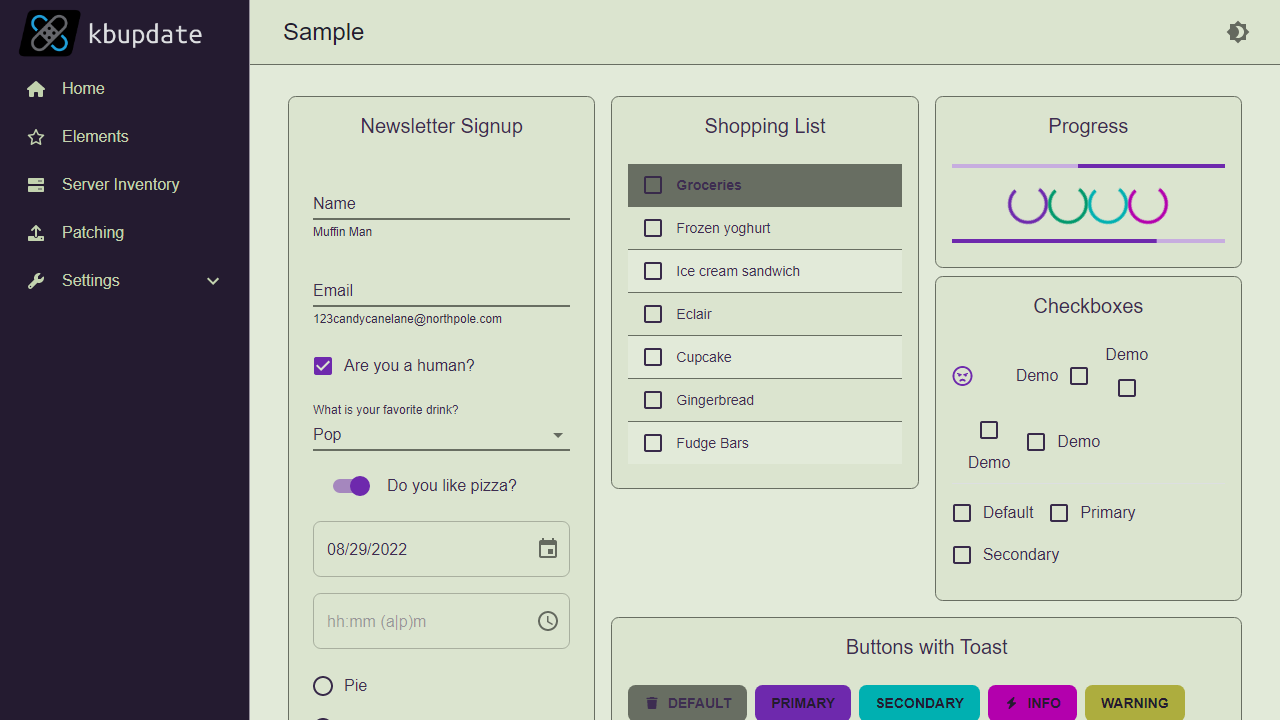 kbupdate
Home
Elements
Server Inventory
Patching
Settings
Sample
Newsletter Signup
Name
Muffin Man
Email
123candycanelane@northpole.com
Are you a human?
What is your favorite drink?
Pop
Do you like pizza?
08/29/2022
hh:mm (a|p)m
Pie
Shopping List
Groceries
Frozen yoghurt
Ice cream sandwich
Eclair
Cupcake
Gingerbread
Fudge Bars
Progress
Checkboxes
Demo
Demo
Demo
Demo
Default Primary
Secondary
Buttons with Toast
DEFAULT PRIMARY SECONDARY INFO WARNING